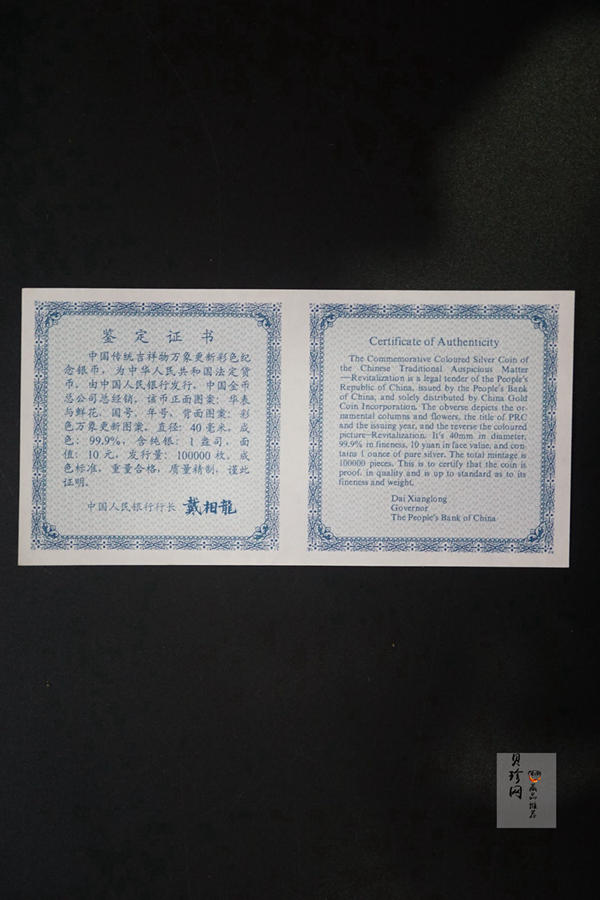 鉴定证书
中国传统吉祥物万象更新彩色纪
念银币，为中华人民共和国法定货
币，由中国人民银行发行，中国金币
总公司总经销，该币正面图案：华表
与鲜花，国号，年号，背面图案：彩
色万象更新图案。直径：40毫米，成
色：99.9%，含纯银：1盎司，面
值：10元，发行量：100000枚。成
色标准，重量合格，质量精制，谨此
证明。
中国人民银行行长 戴相龍
Certificate of Authenticity
The Commemorative Coloured Silver Coin of
the Chinese Traditional Auspicious Matter
—Revitalization is a legal tender of the People's
Republic of China, issued by the People's Bank
of China, and solely distributed by China Gold
Coin Incorporation. The obverse depicts the or-
namental columns and flowers, the title of PRC
and the issuing year, and the reverse the coloured
picture—Revitalization. It's 40mm in diameter,
99.9% in fineness, 10 yuan in face value, and con-
tains 1 ounce of pure silver. The total mintage is
100000 pieces. This is to certify that the coin is
proof. in quality and is up to standard as to its
fineness and weight.
Dai Xianglong
Governor
The People's Bank of China
贝珍网
藏品推荐